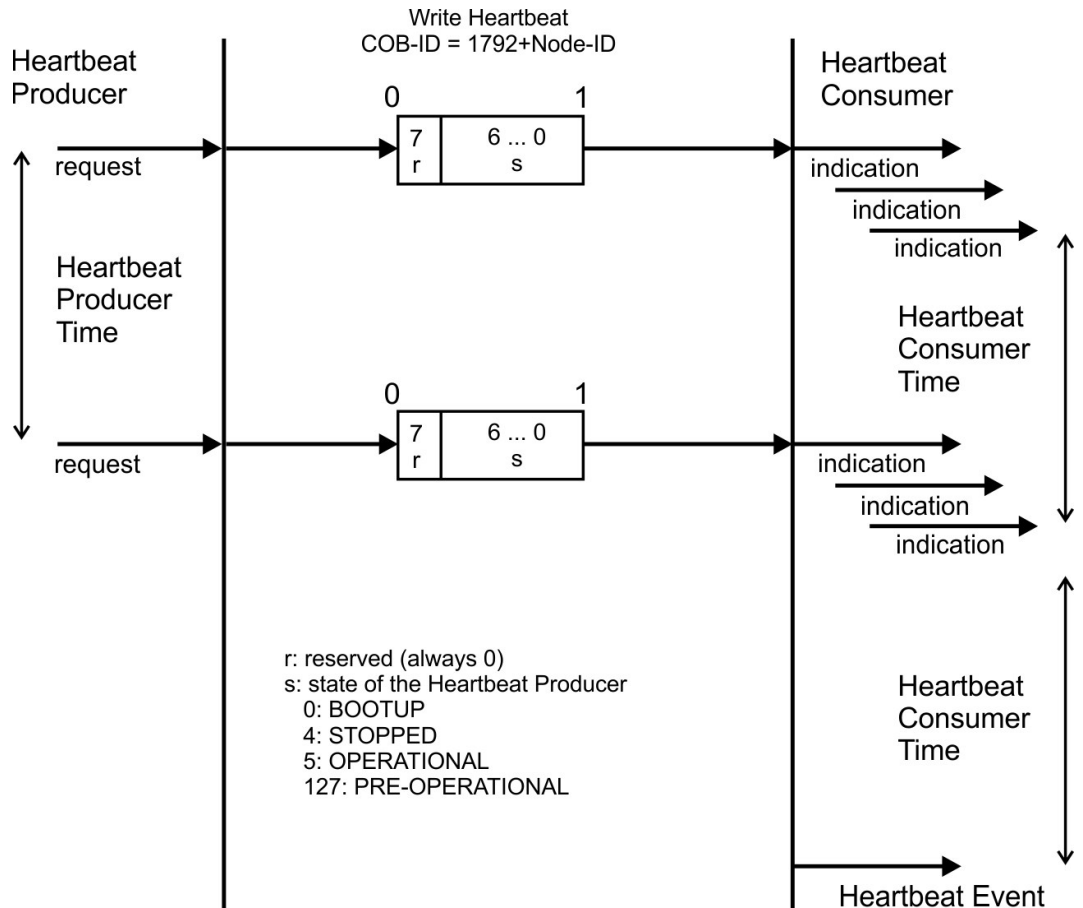 Write Heartbeat
COB-ID = 1792+Node-ID
Heartbeat
Producer
Heartbeat
Consumer
0 1
7 6 ... 0
r s
request
indication
indication
indication
Heartbeat
Producer
Time
Heartbeat
Consumer
Time
0 1
7 6 ... 0
r s
request
indication
indication
indication
r: reserved (always 0)
s: state of the Heartbeat Producer
0: BOOTUP
4: STOPPED
5: OPERATIONAL
127: PRE-OPERATIONAL
Heartbeat
Consumer
Time
Heartbeat Event